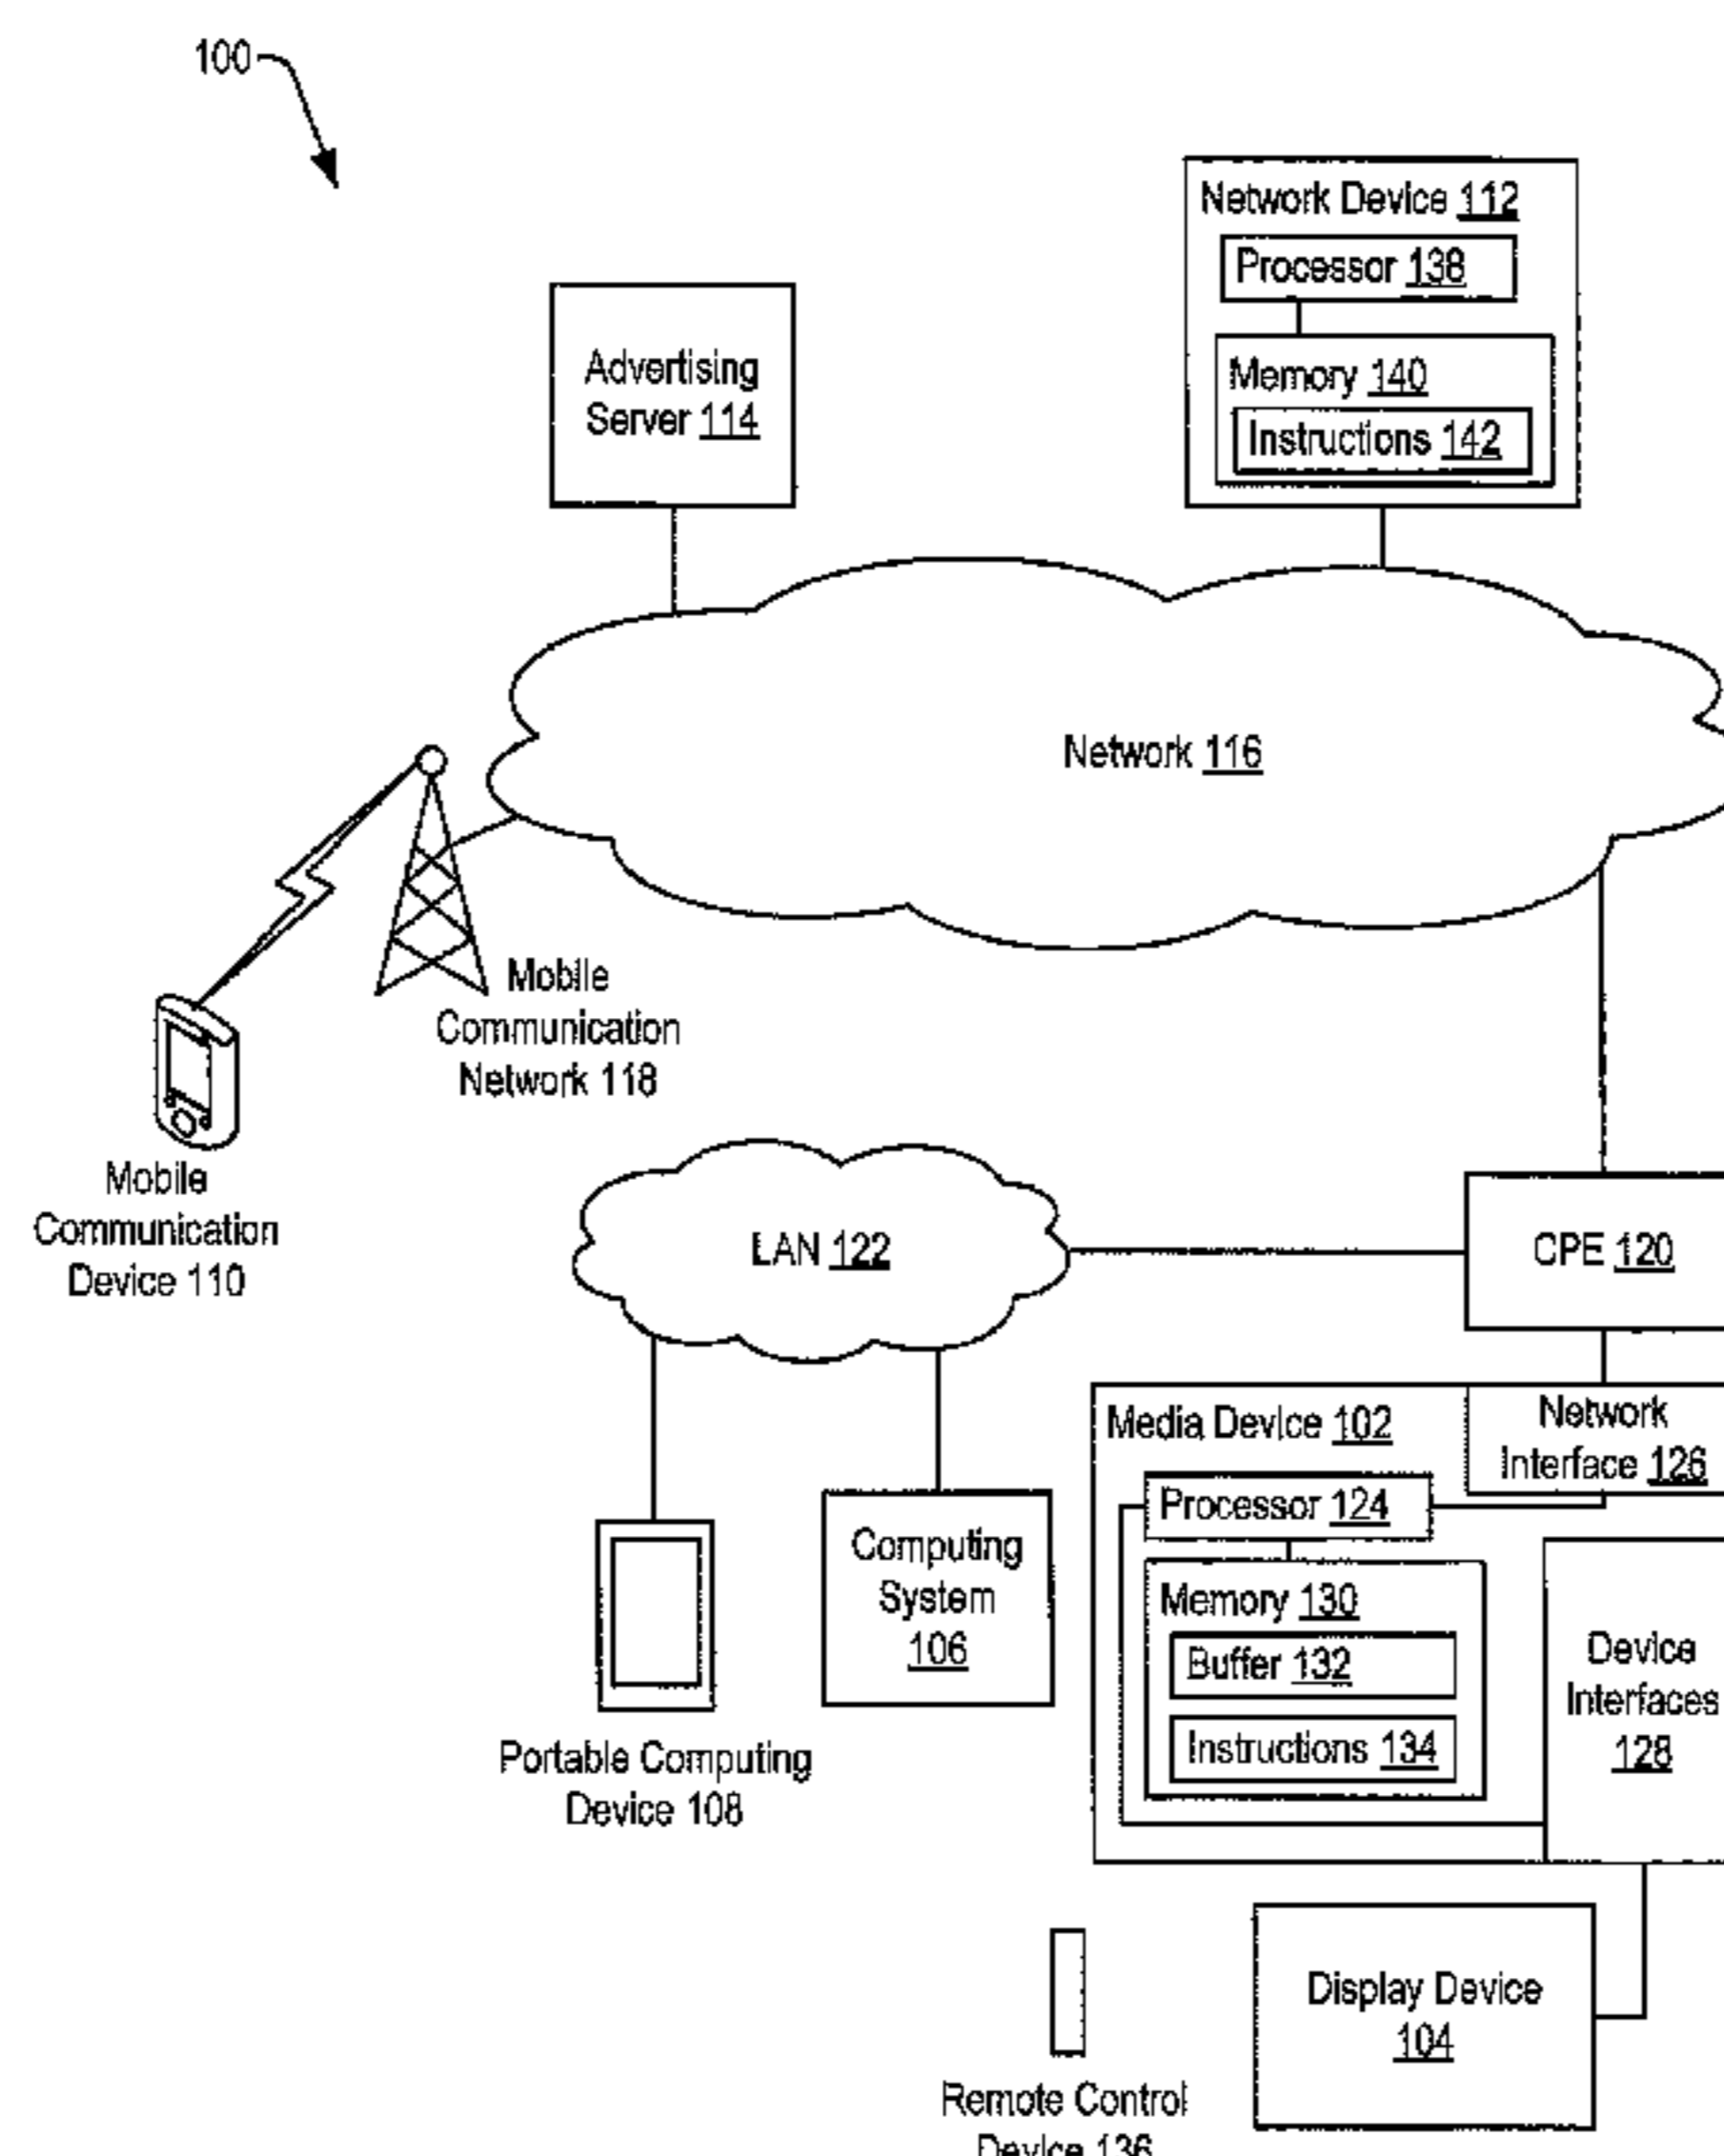 100
Network Device 112
Processor 138
Memory 140
Instructions 142
Advertising
Server 114
Network 116
Mobile
Communication
Network 118
Mobile
Communication
Device 110
LAN 122
CPE 120
Media Device 102
Network
Interface 126
Processor 124
Memory 130
Buffer 132
Instructions 134
Device
Interfaces
128
Computing
System
106
Portable Computing
Device 108
Display Device
104
Remote Control
Device 136